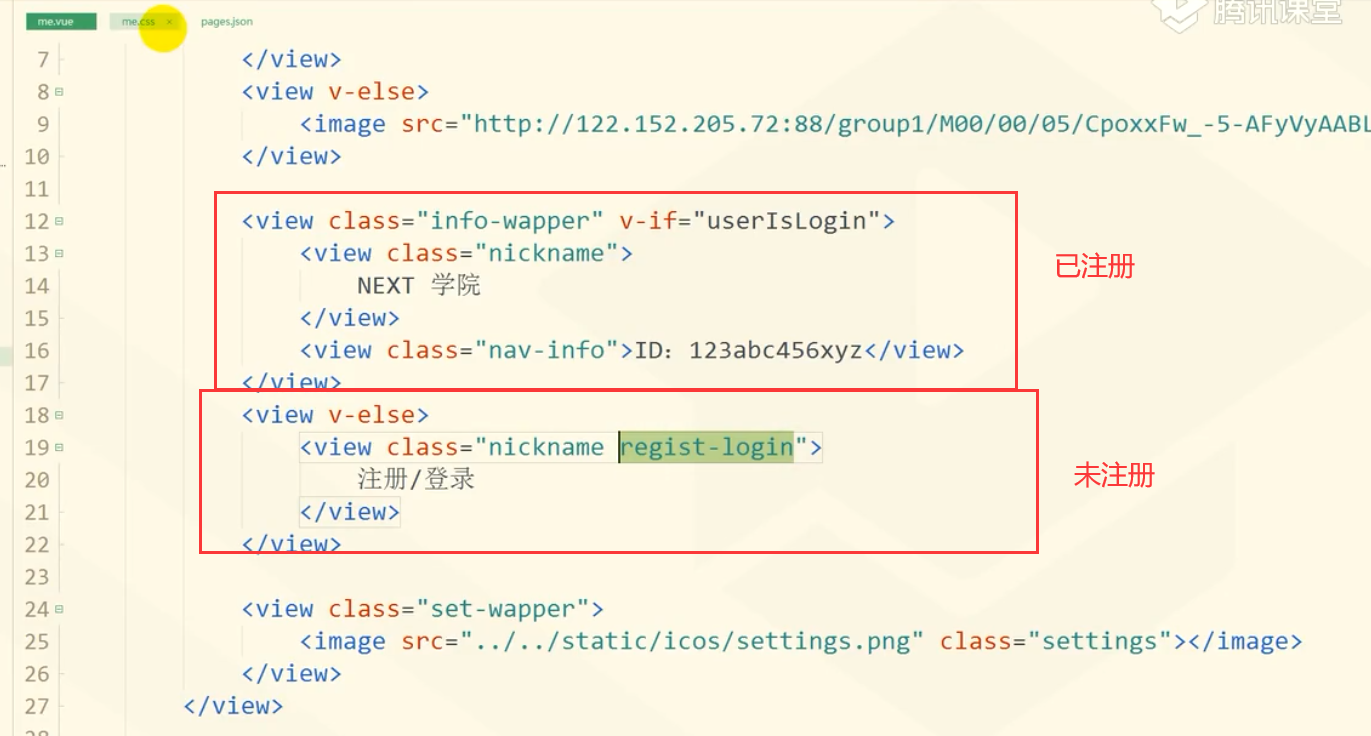 me.vue me.css × pages.json
腾讯课堂
7 </view>
8 <view v-else>
9 <image src="http://122.152.205.72:88/group1/M00/00/05/CpoxxFw_-5-AFyVyAABL
10 </view>
11
12 <view class="info-wapper" v-if="userIsLogin">
13 <view class="nickname">
已注册
14 NEXT 学院
15 </view>
16 <view class="nav-info">ID：123abc456xyz</view>
17 </view>
18 <view v-else>
19 <view class="nickname regist-login">
未注册
20 注册/登录
21 </view>
22 </view>
23
24 <view class="set-wapper">
25 <image src="../../static/icos/settings.png" class="settings"></image>
26 </view>
27 </view>
28